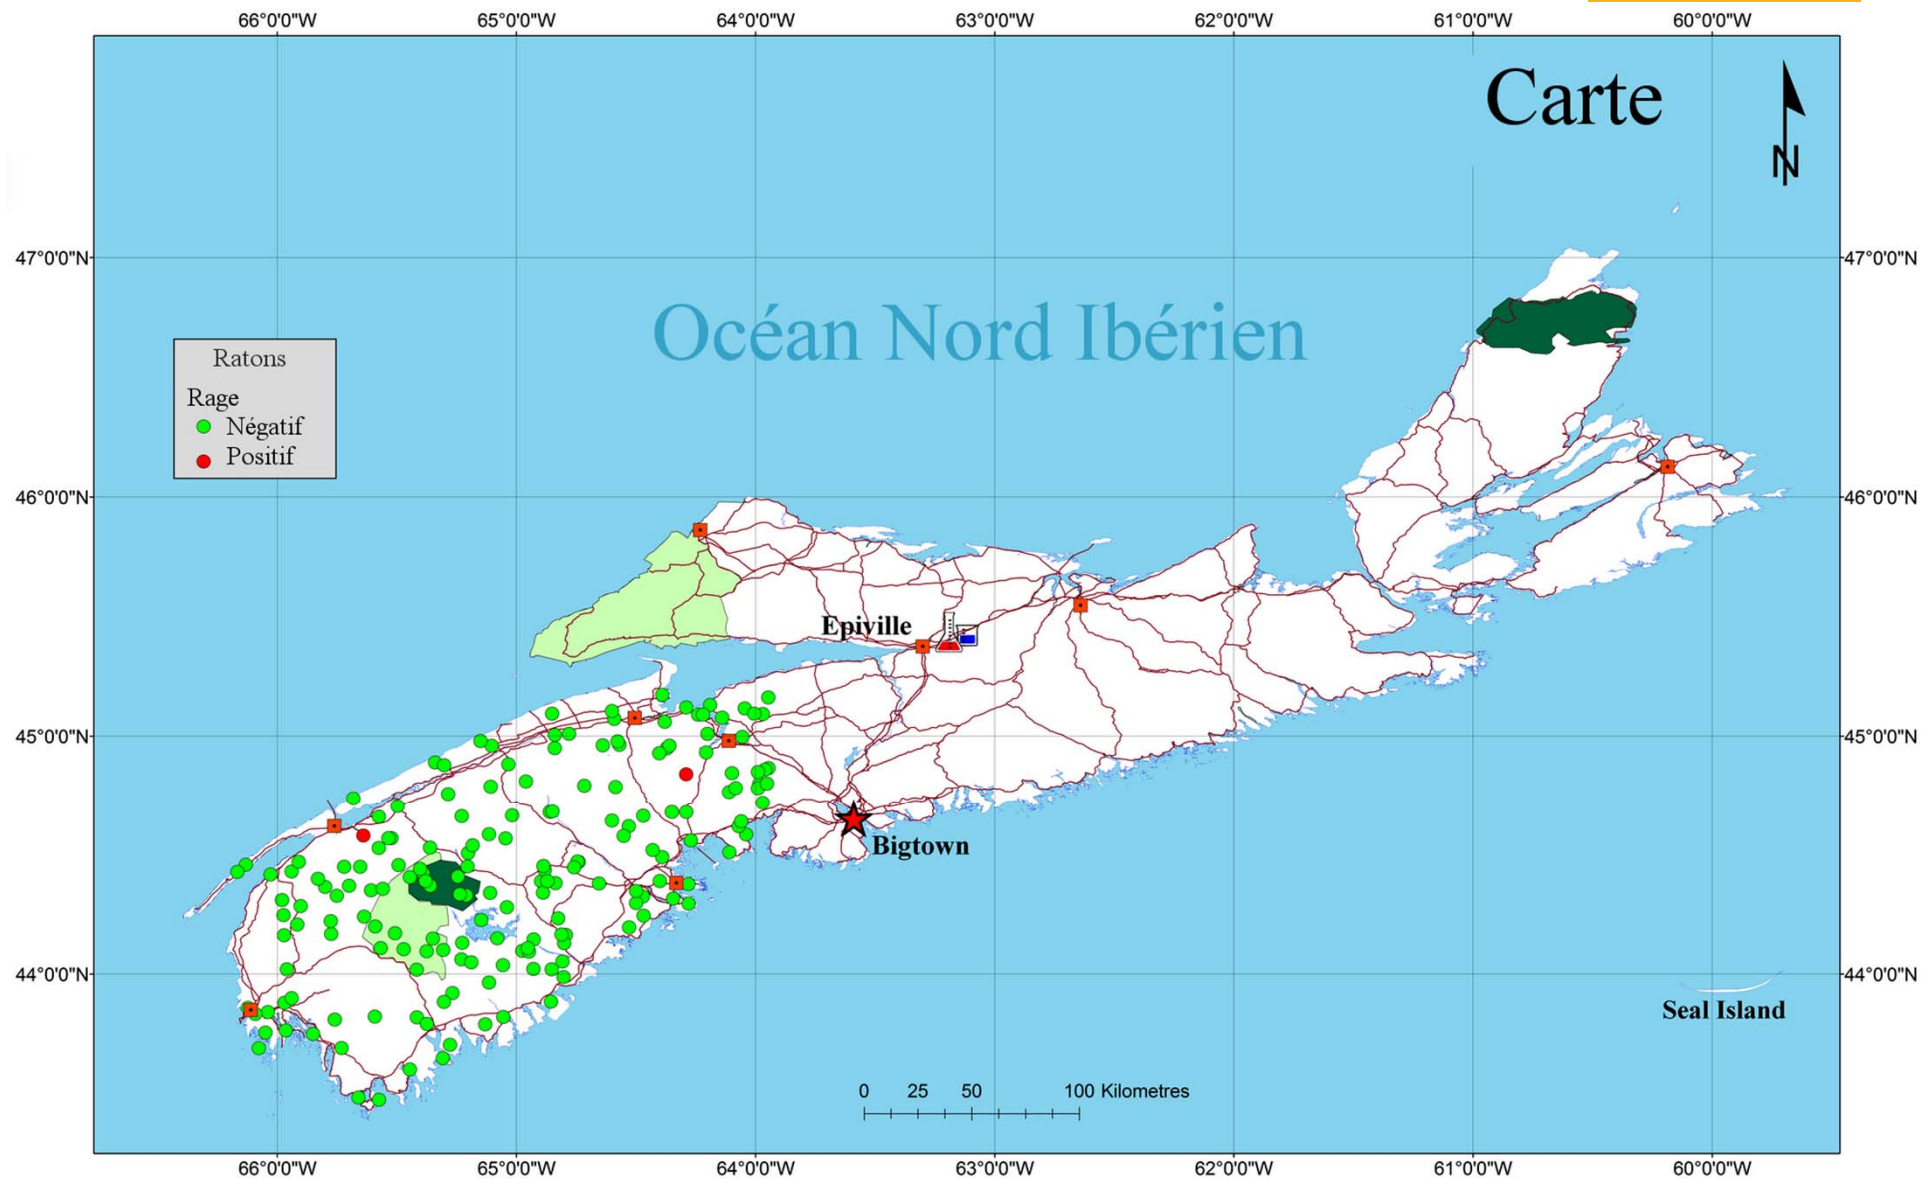 66°0'0"W 65°0'0"W 64°0'0"W 63°0'0"W 62°0'0"W 61°0'0"W 60°0'0"W
Carte
N
47°0'0"N 47°0'0"N
Océan Nord Ibérien
Ratons
Rage
Négatif
Positif
46°0'0"N 46°0'0"N
Epiville
45°0'0"N 45°0'0"N
Bigtown
44°0'0"N 44°0'0"N
Seal Island
0 25 50 100 Kilometres
66°0'0"W 65°0'0"W 64°0'0"W 63°0'0"W 62°0'0"W 61°0'0"W 60°0'0"W